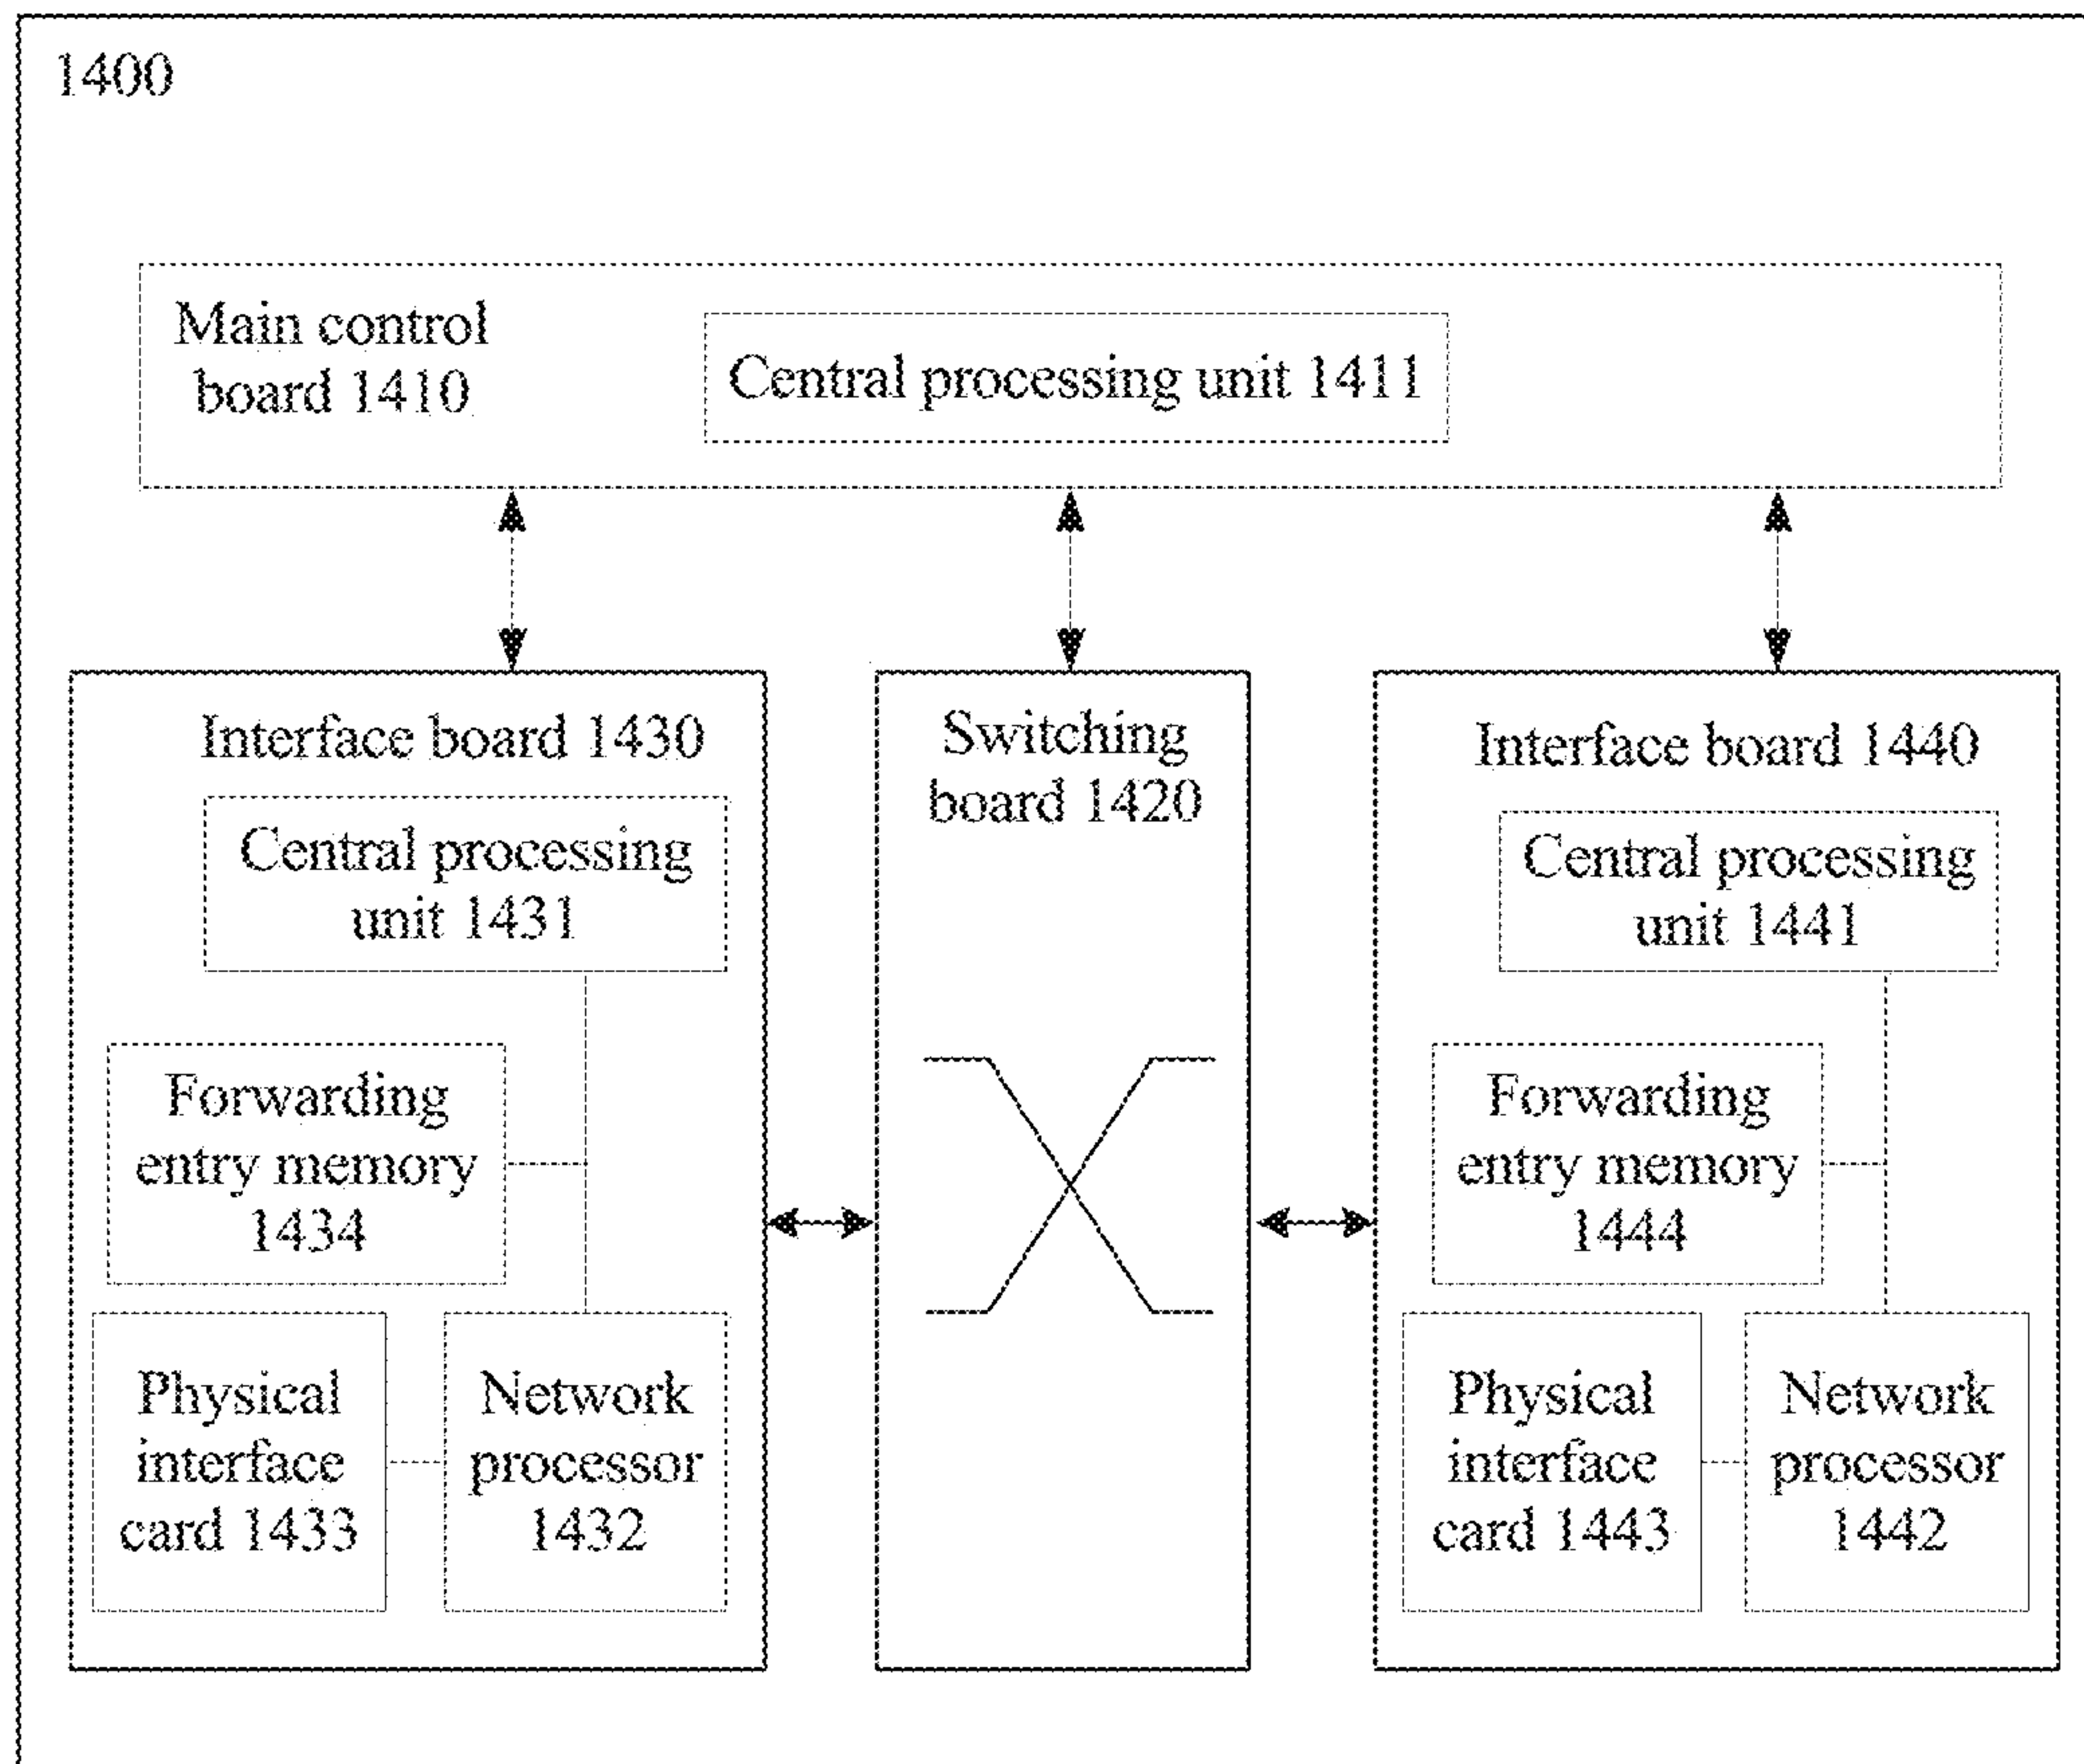 1400
Main control
board 1410
Central processing unit 1411
Interface board 1430
Central processing
unit 1431
Forwarding
entry memory
1434
Physical
interface
card 1433
Network
processor
1432
Switching
board 1420
Interface board 1440
Central processing
unit 1441
Forwarding
entry memory
1444
Physical
interface
card 1443
Network
processor
1442